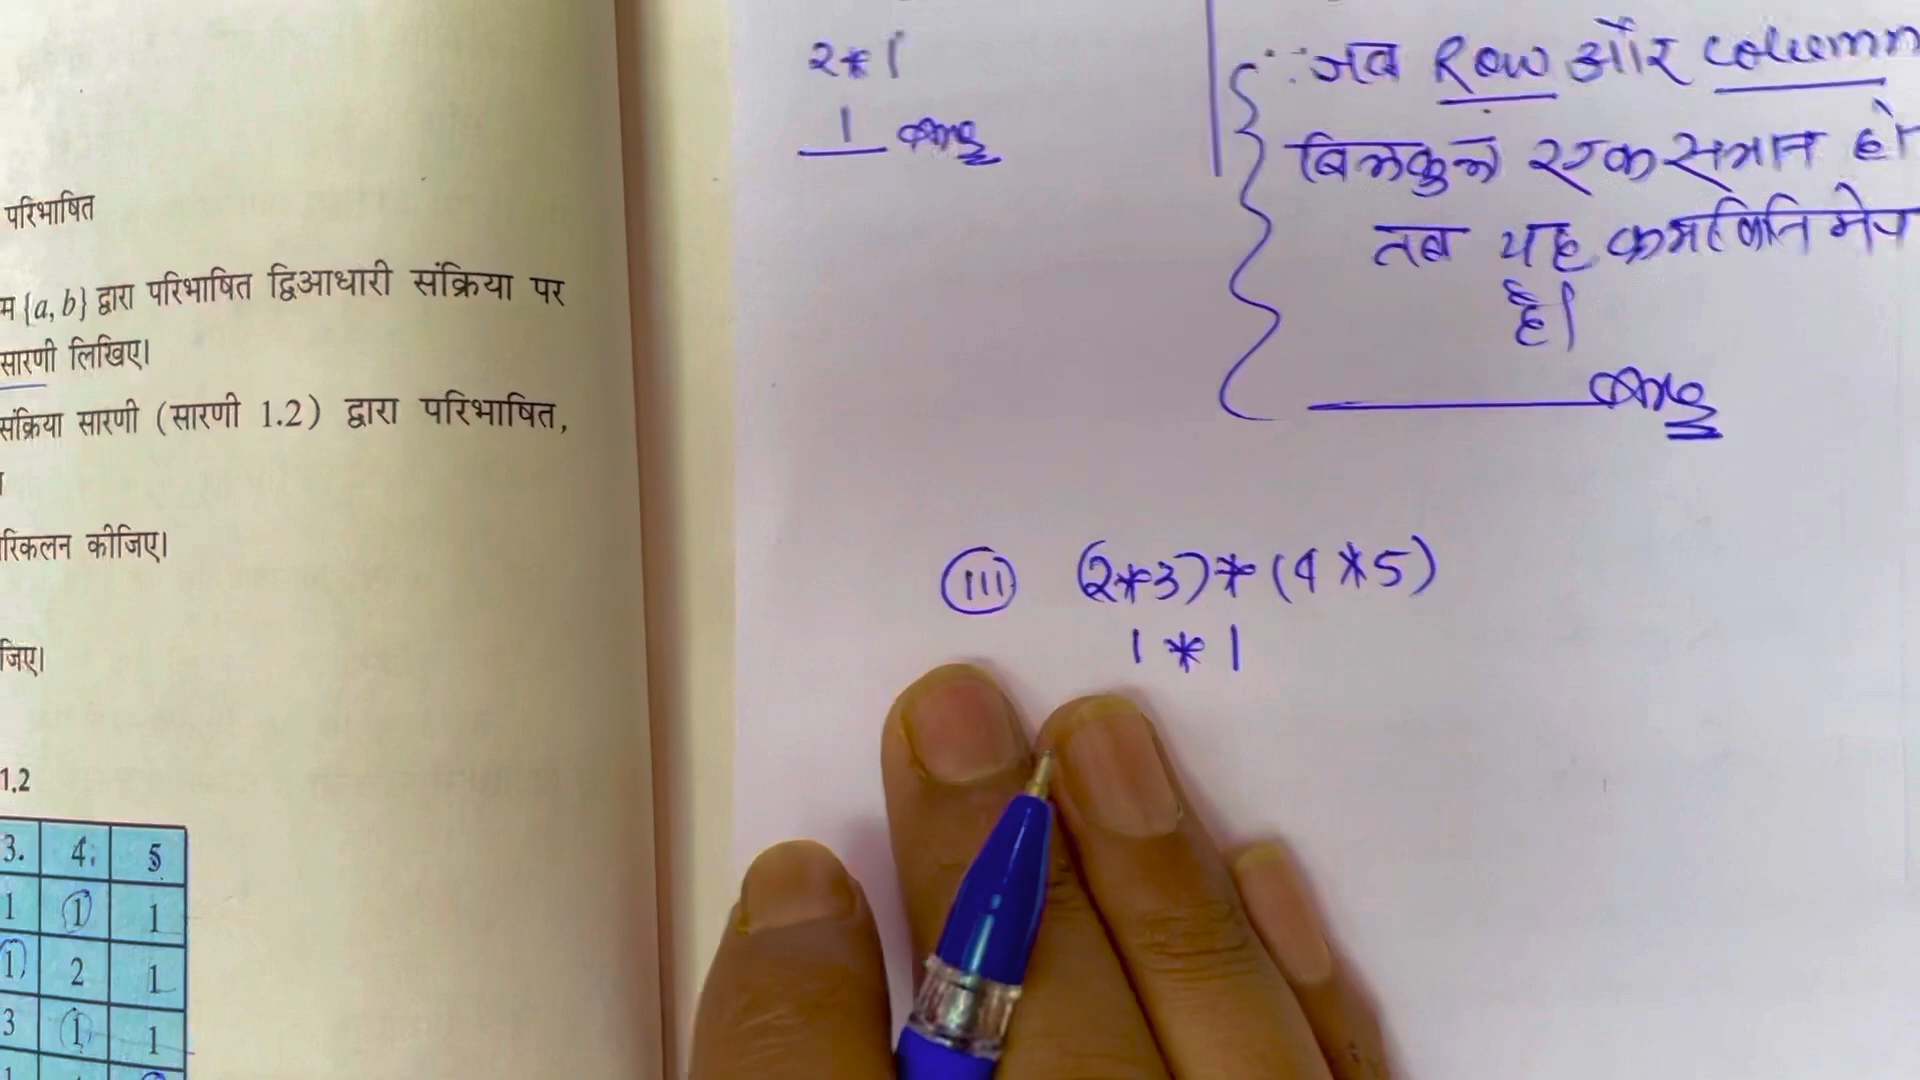 परिभाषित
म {a, b} द्वारा परिभाषित द्विआधारी संक्रिया पर
सारणी लिखिए।
संक्रिया सारणी (सारणी 1.2) द्वारा परिभाषित,
रिकलन कीजिए।
जिए।
1.2
3. 4. 5
1 1 1
1 2 1
3 1 1
2*1
1 Ans
∵ जब Row और column
बिलकुल एक समान हो
तब यह क्रमविनिमेय
है।
Ans
(iii) (2*3)*(4*5)
1 * 1